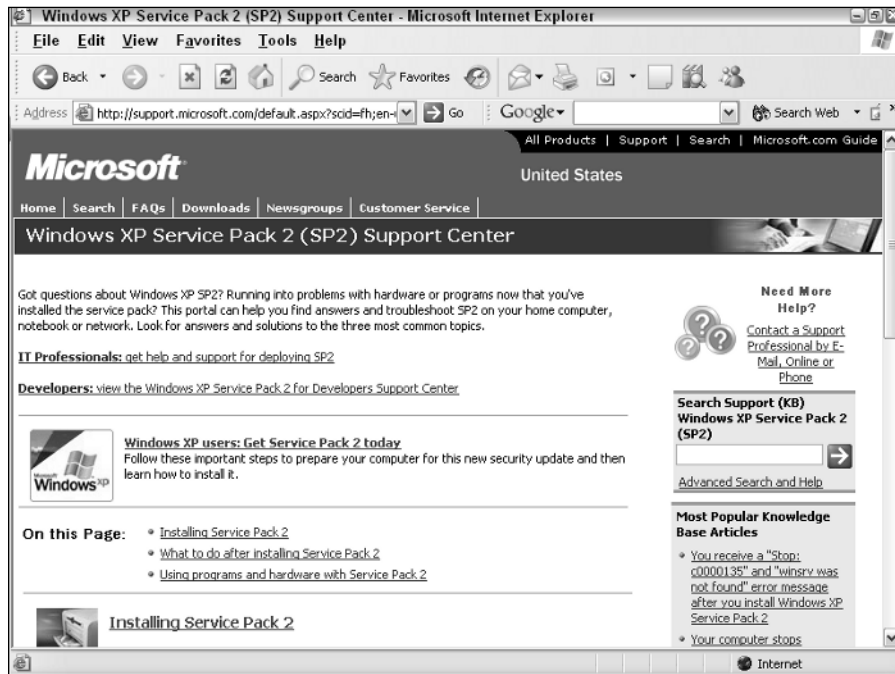 Windows XP Service Pack 2 (SP2) Support Center - Microsoft Internet Explorer
File Edit View Favorites Tools Help
Back Search Favorites
Address http://support.microsoft.com/default.aspx?scid=fh;en- Go Google Search Web
All Products | Support | Search | Microsoft.com Guide
Microsoft
United States
Home | Search | FAQs | Downloads | Newsgroups | Customer Service |
Windows XP Service Pack 2 (SP2) Support Center
Got questions about Windows XP SP2? Running into problems with hardware or programs now that you've
installed the service pack? This portal can help you find answers and troubleshoot SP2 on your home computer,
notebook or network. Look for answers and solutions to the three most common topics.
IT Professionals: get help and support for deploying SP2
Developers: view the Windows XP Service Pack 2 for Developers Support Center
Microsoft
Windows xp
Windows XP users: Get Service Pack 2 today
Follow these important steps to prepare your computer for this new security update and then
learn how to install it.
On this Page:
• Installing Service Pack 2
• What to do after installing Service Pack 2
• Using programs and hardware with Service Pack 2
Installing Service Pack 2
Need More
Help?
Contact a Support
Professional by E-
Mail, Online or
Phone
Search Support (KB)
Windows XP Service Pack 2
(SP2)
Advanced Search and Help
Most Popular Knowledge
Base Articles
• You receive a "Stop:
c0000135" and "winsrv was
not found" error message
after you install Windows XP
Service Pack 2
• Your computer stops
Internet